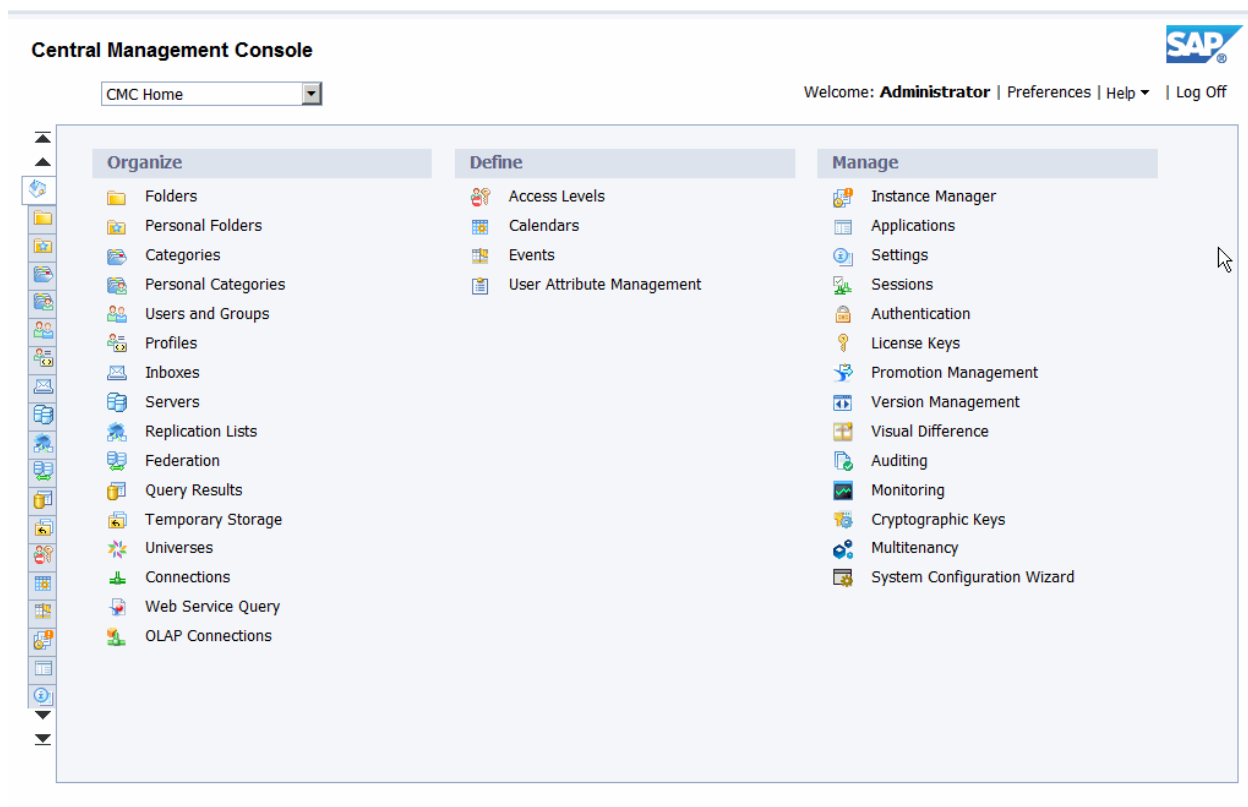 Central Management Console
SAP®
CMC Home
Welcome: Administrator | Preferences | Help | Log Off
Organize
Folders
Personal Folders
Categories
Personal Categories
Users and Groups
Profiles
Inboxes
Servers
Replication Lists
Federation
Query Results
Temporary Storage
Universes
Connections
Web Service Query
OLAP Connections
Define
Access Levels
Calendars
Events
User Attribute Management
Manage
Instance Manager
Applications
Settings
Sessions
Authentication
License Keys
Promotion Management
Version Management
Visual Difference
Auditing
Monitoring
Cryptographic Keys
Multitenancy
System Configuration Wizard